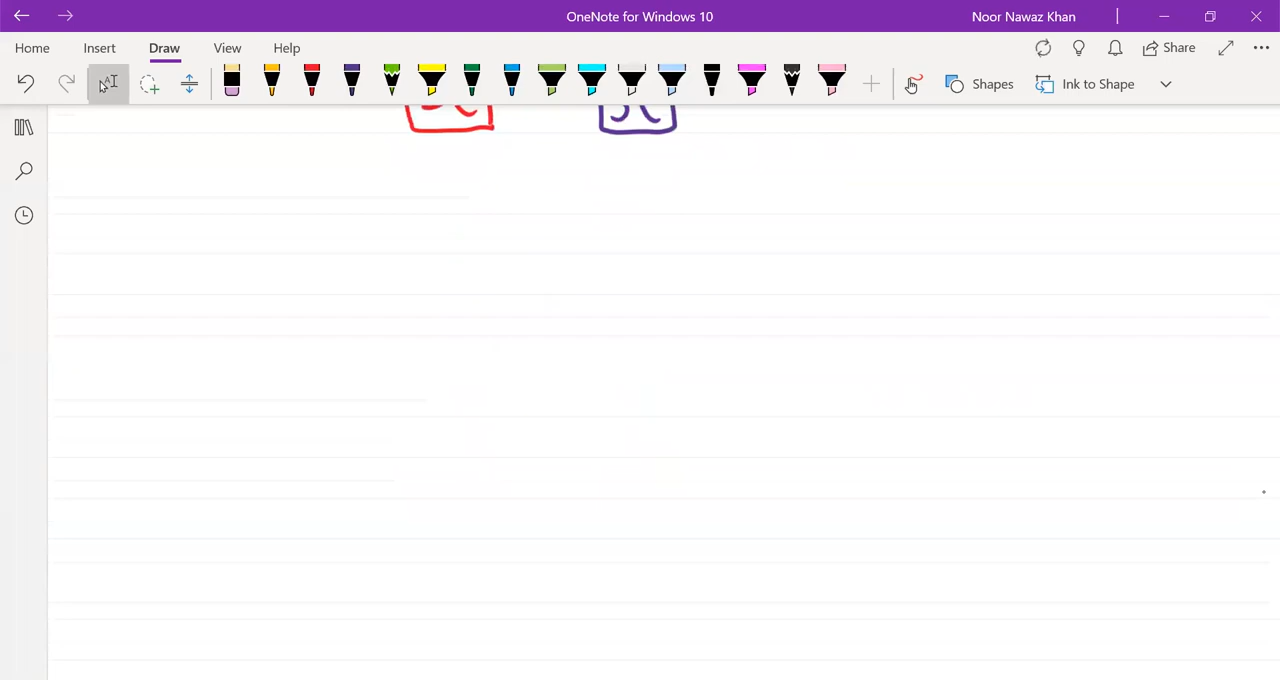 OneNote for Windows 10
Noor Nawaz Khan
Home Insert Draw View Help
Share
Shapes
Ink to Shape